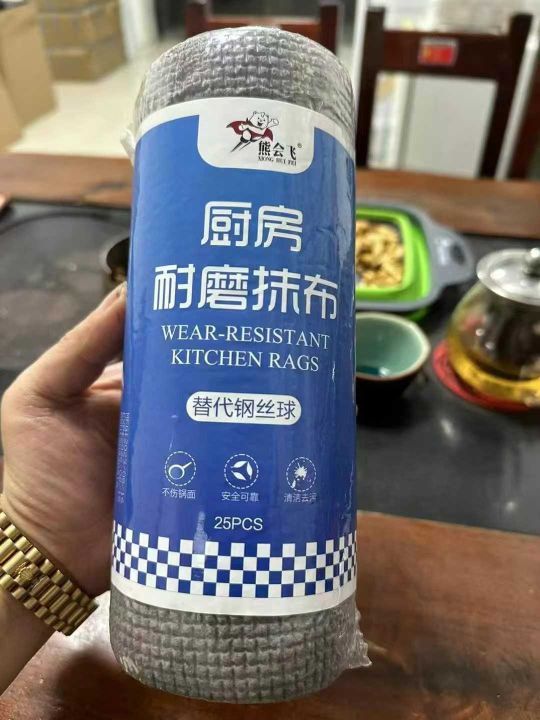 熊会飞®
XIONG HUI FEI
厨房
耐磨抹布
WEAR-RESISTANT
KITCHEN RAGS
替代钢丝球
不伤锅面
安全可靠
清洁去污
25PCS